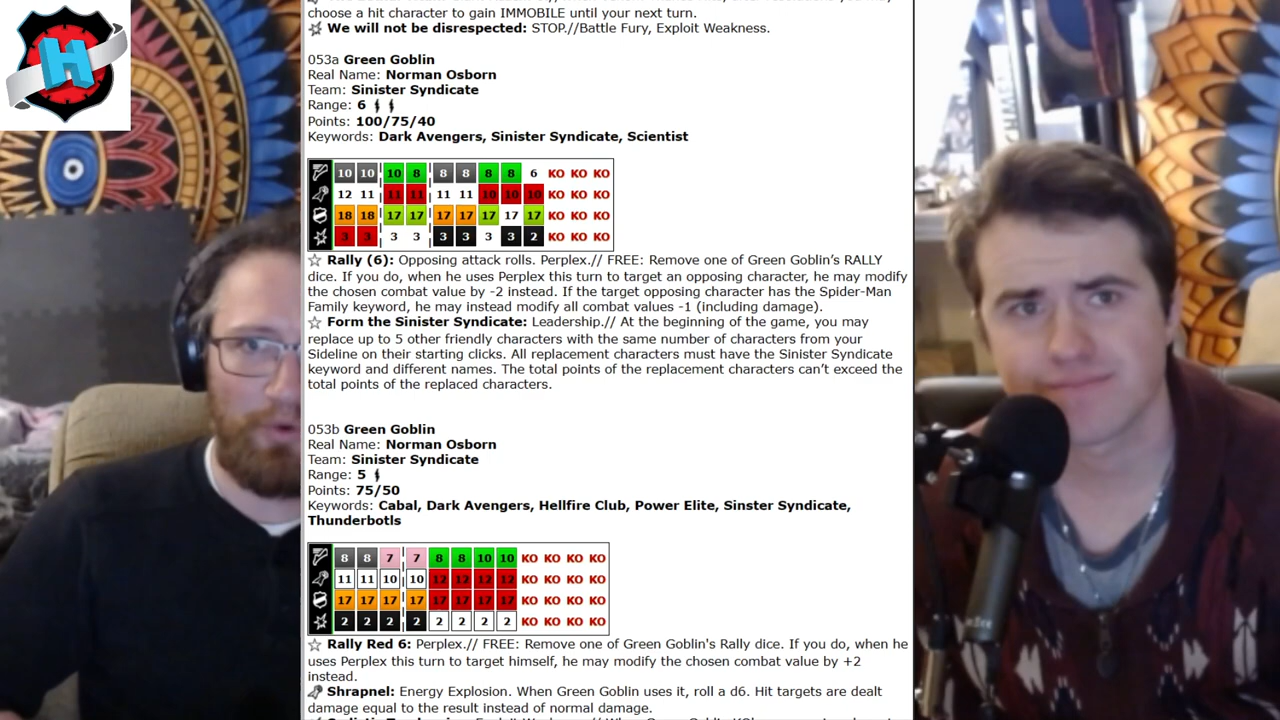 choose a hit character to gain IMMOBILE until your next turn.
We will not be disrespected: STOP.//Battle Fury, Exploit Weakness.
053a Green Goblin
Real Name: Norman Osborn
Team: Sinister Syndicate
Range: 6
Points: 100/75/40
Keywords: Dark Avengers, Sinister Syndicate, Scientist
10 10 10 8 8 8 8 8 6 KO KO KO
12 11 11 11 11 11 10 10 10 KO KO KO
18 18 17 17 17 17 17 17 17 KO KO KO
3 3 3 3 3 3 3 3 2 KO KO KO
Rally (6): Opposing attack rolls. Perplex.// FREE: Remove one of Green Goblin's RALLY
dice. If you do, when he uses Perplex this turn to target an opposing character, he may modify
the chosen combat value by -2 instead. If the target opposing character has the Spider-Man
Family keyword, he may instead modify all combat values -1 (including damage).
Form the Sinister Syndicate: Leadership.// At the beginning of the game, you may
replace up to 5 other friendly characters with the same number of characters from your
Sideline on their starting clicks. All replacement characters must have the Sinister Syndicate
keyword and different names. The total points of the replacement characters can't exceed the
total points of the replaced characters.
053b Green Goblin
Real Name: Norman Osborn
Team: Sinister Syndicate
Range: 5
Points: 75/50
Keywords: Cabal, Dark Avengers, Hellfire Club, Power Elite, Sinster Syndicate,
Thunderbotls
8 8 7 7 8 8 10 10 KO KO KO KO
11 11 10 10 12 12 12 12 KO KO KO KO
17 17 17 17 17 17 17 17 KO KO KO KO
2 2 2 2 2 2 2 2 KO KO KO KO
Rally Red 6: Perplex.// FREE: Remove one of Green Goblin's Rally dice. If you do, when he
uses Perplex this turn to target himself, he may modify the chosen combat value by +2
instead.
Shrapnel: Energy Explosion. When Green Goblin uses it, roll a d6. Hit targets are dealt
damage equal to the result instead of normal damage.
H